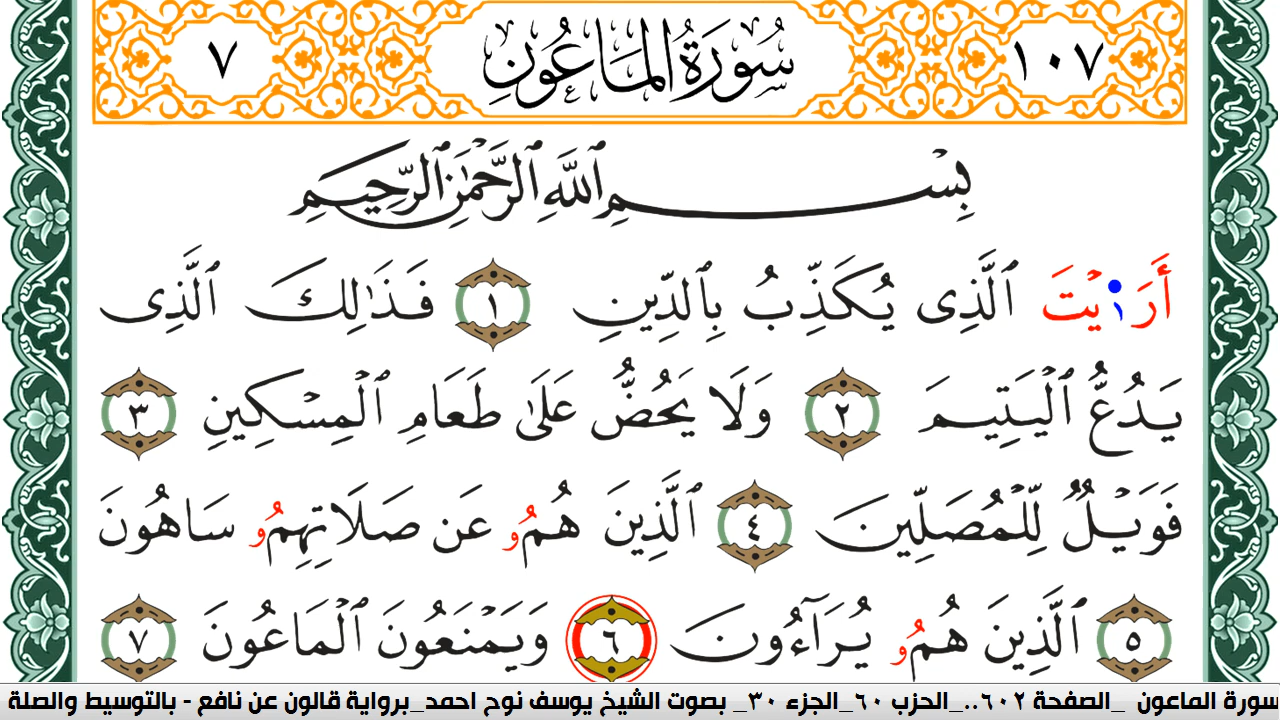 ١٠٧ سُورَةُ المَاعُونِ ٧
بِسْمِ ٱللَّهِ ٱلرَّحْمَٰنِ ٱلرَّحِيمِ
أَرَٰ۬يْتَ ٱلَّذِى يُكَذِّبُ بِالدِّينِ ١ فَذَٰلِكَ ٱلَّذِى
يَدُعُّ ٱلْيَتِيمَ ٢ وَلَا يَحُضُّ عَلَىٰ طَعَامِ ٱلْمِسْكِينِ ٣
فَوَيْلٌ لِّلْمُصَلِّينَ ٤ ٱلَّذِينَ هُمُو عَن صَلَاتِهِمُو سَاهُونَ
٥ ٱلَّذِينَ هُمُو يُرَآءُونَ ٦ وَيَمْنَعُونَ ٱلْمَاعُونَ ٧
سورة الماعون _الصفحة ٦٠٢.._الحزب ٦٠_الجزء ٣٠_ بصوت الشيخ يوسف نوح احمد_برواية قالون عن نافع - بالتوسيط والصلة